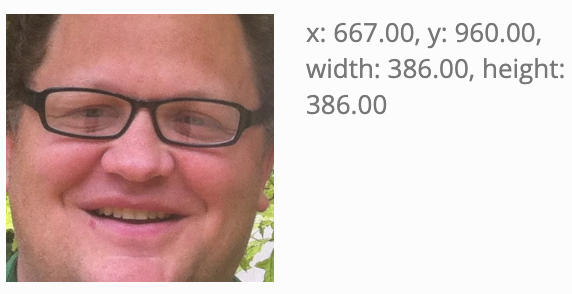 x: 667.00, y: 960.00,
width: 386.00, height:
386.00